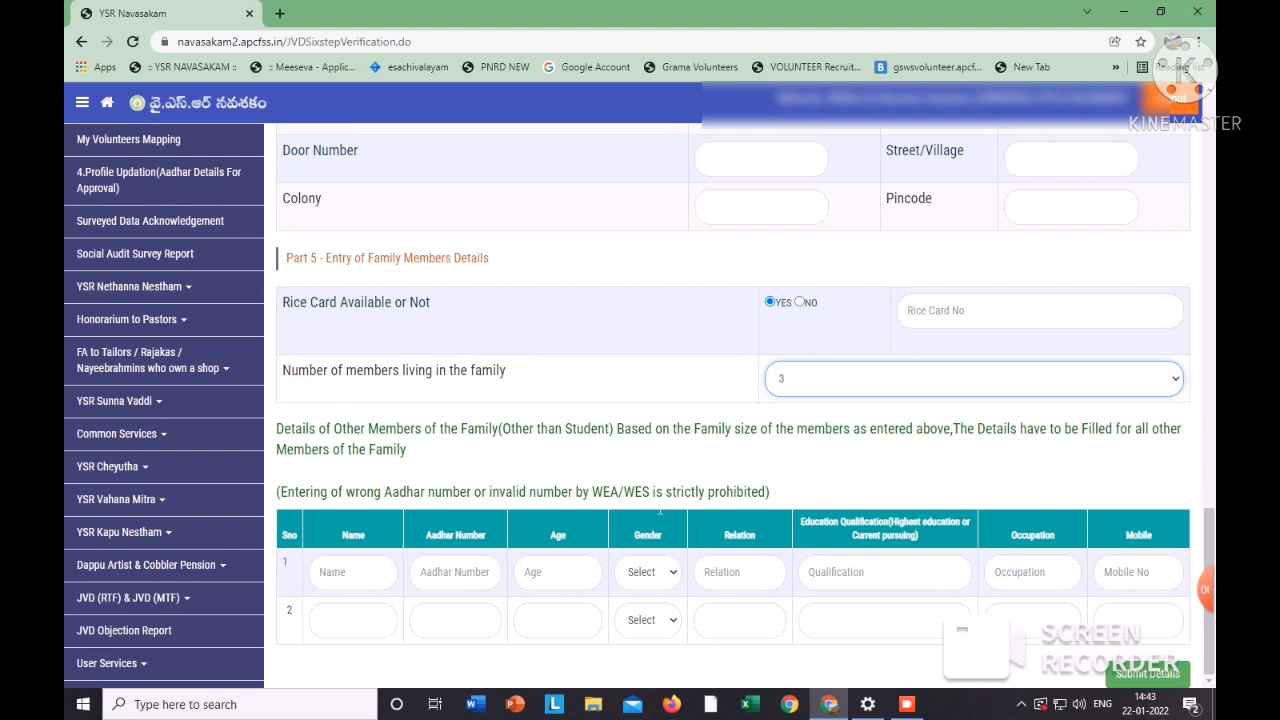 YSR Navasakam
navasakam2.apcfss.in/JVDSixstepVerification.do
Apps :: YSR NAVASAKAM :: :: Meeseva - Applic... esachivalayam PNRD NEW Google Account Grama Volunteers VOLUNTEER Recruit... gswsvolunteer.apcf... New Tab » Reading list
K
KINEMASTER
వై.ఎస్.ఆర్ నవశకం
My Volunteers Mapping
4.Profile Updation(Aadhar Details For
Approval)
Surveyed Data Acknowledgement
Social Audit Survey Report
YSR Nethanna Nestham
Honorarium to Pastors
FA to Tailors / Rajakas /
Nayeebrahmins who own a shop
YSR Sunna Vaddi
Common Services
YSR Cheyutha
YSR Vahana Mitra
YSR Kapu Nestham
Dappu Artist & Cobbler Pension
JVD (RTF) & JVD (MTF)
JVD Objection Report
User Services
Door Number Street/Village
Colony Pincode
Part 5 - Entry of Family Members Details
Rice Card Available or Not YES NO Rice Card No
Number of members living in the family 3
Details of Other Members of the Family(Other than Student) Based on the Family size of the members as entered above,The Details have to be Filled for all other
Members of the Family
(Entering of wrong Aadhar number or invalid number by WEA/WES is strictly prohibited)
Sno Name Aadhar Number Age Gender Relation Education Qualification(Highest education or
Current pursuing) Occupation Mobile
1 Name Aadhar Number Age Select Relation Qualification Occupation Mobile No
2 Select
SCREEN
RECORDER
Submit Details
Type here to search
ENG
14:43
22-01-2022
2